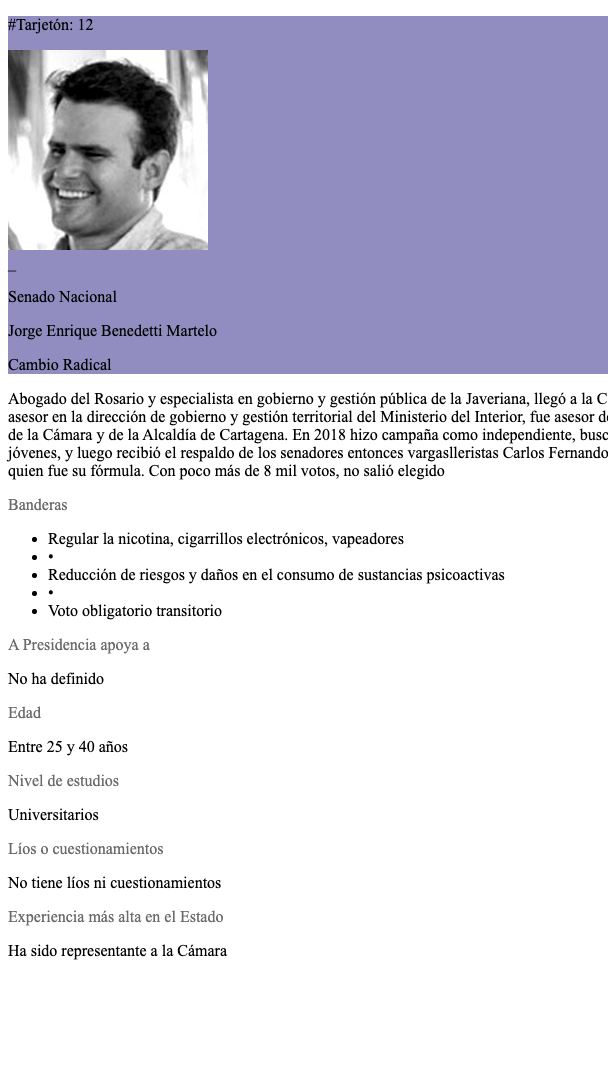 #Tarjetón: 12
_
Senado Nacional
Jorge Enrique Benedetti Martelo
Cambio Radical
Abogado del Rosario y especialista en gobierno y gestión pública de la Javeriana, llegó a la C
asesor en la dirección de gobierno y gestión territorial del Ministerio del Interior, fue asesor
de la Cámara y de la Alcaldía de Cartagena. En 2018 hizo campaña como independiente, busc
jóvenes, y luego recibió el respaldo de los senadores entonces vargaslleristas Carlos Fernando
quien fue su fórmula. Con poco más de 8 mil votos, no salió elegido
Banderas
• Regular la nicotina, cigarrillos electrónicos, vapeadores
• •
• Reducción de riesgos y daños en el consumo de sustancias psicoactivas
• •
• Voto obligatorio transitorio
A Presidencia apoya a
No ha definido
Edad
Entre 25 y 40 años
Nivel de estudios
Universitarios
Líos o cuestionamientos
No tiene líos ni cuestionamientos
Experiencia más alta en el Estado
Ha sido representante a la Cámara